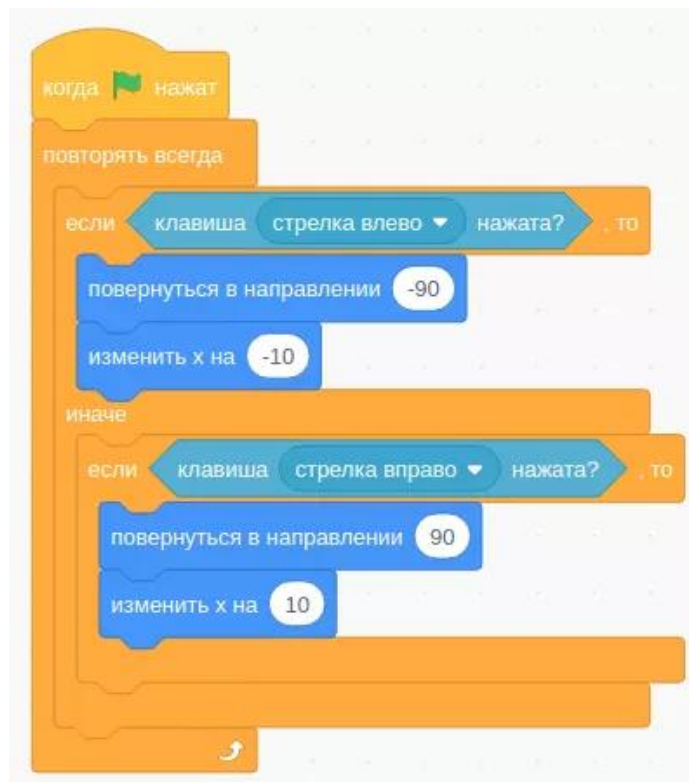 когда нажат
повторять всегда
если клавиша стрелка влево нажата? , то
повернуться в направлении -90
изменить x на -10
иначе
если клавиша стрелка вправо нажата? , то
повернуться в направлении 90
изменить x на 10